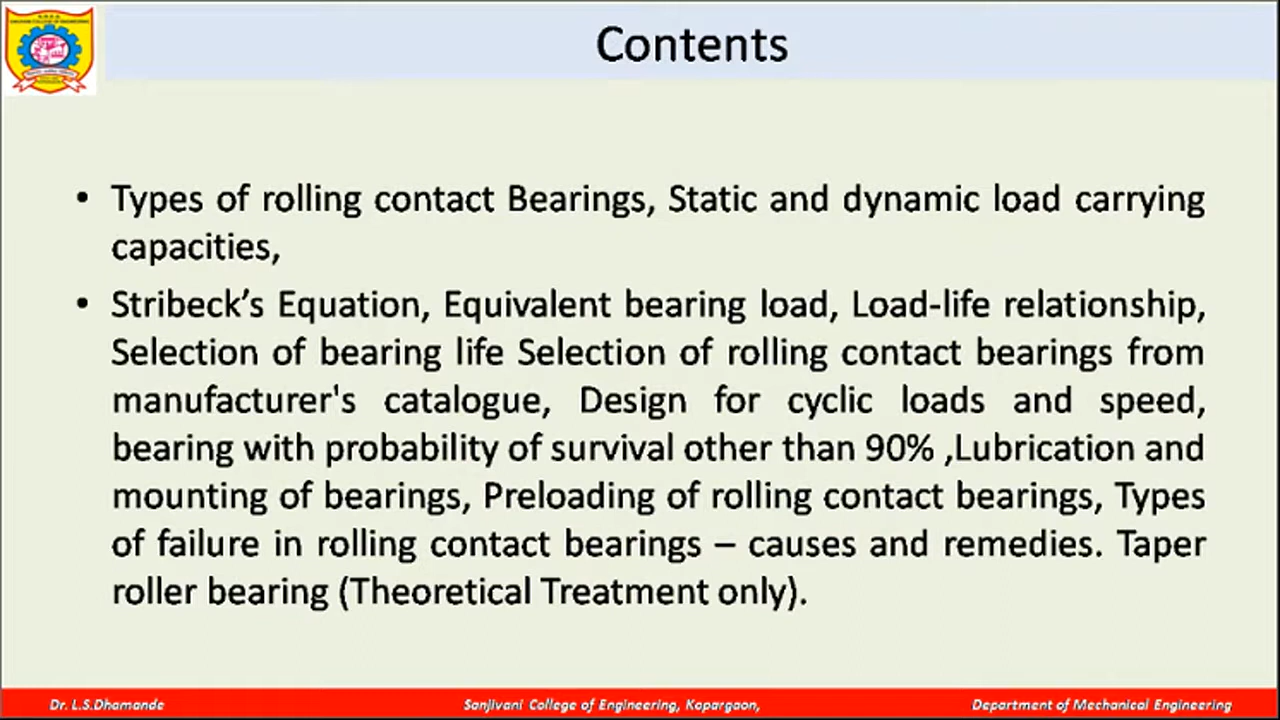 Contents
• Types of rolling contact Bearings, Static and dynamic load carrying
capacities,
• Stribeck’s Equation, Equivalent bearing load, Load-life relationship,
Selection of bearing life Selection of rolling contact bearings from
manufacturer's catalogue, Design for cyclic loads and speed,
bearing with probability of survival other than 90% ,Lubrication and
mounting of bearings, Preloading of rolling contact bearings, Types
of failure in rolling contact bearings – causes and remedies. Taper
roller bearing (Theoretical Treatment only).
Dr. L.S.Dhamande
Sanjivani College of Engineering, Kopargaon,
Department of Mechanical Engineering